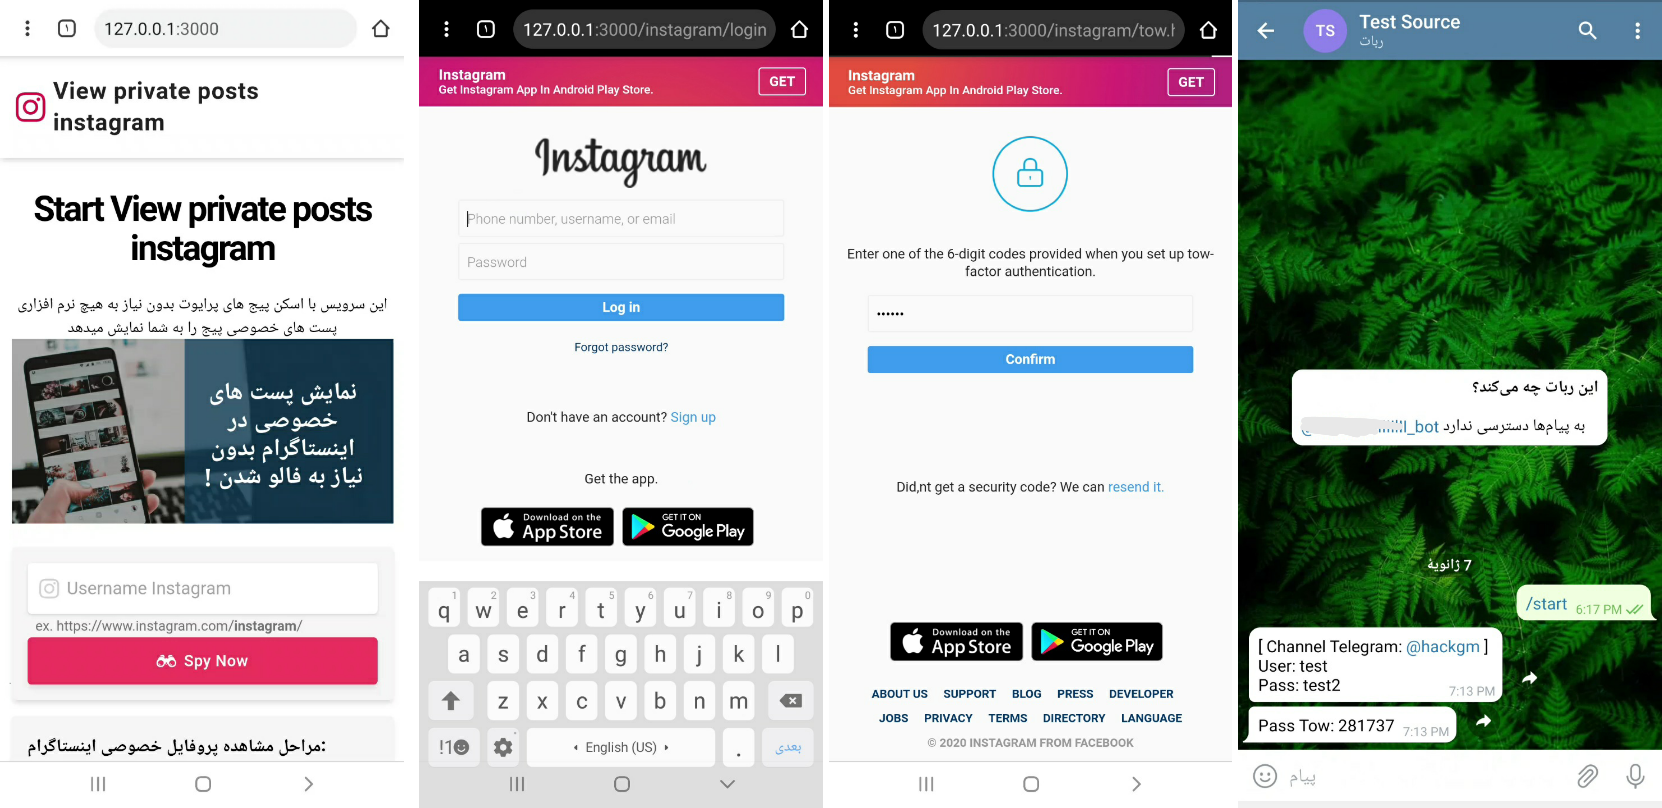 127.0.0.1:3000
View private posts
instagram
Start View private posts
instagram
این سرویس با اسکن پیج های پرایوت بدون نیاز به هیچ نرم افزاری
پست های خصوصی پیج را به شما نمایش میدهد
نمایش پست های
خصوصی در
اینستاگرام بدون
نیاز به فالو شدن !
Username Instagram
ex. https://www.instagram.com/instagram/
Spy Now
مراحل مشاهده پروفایل خصوصی اینستاگرام:
۱
127.0.0.1:3000/instagram/login
Instagram
Get Instagram App In Android Play Store.
GET
Instagram
Phone number, username, or email
Password
Log in
Forgot password?
Don't have an account? Sign up
Get the app.
Download on the
App Store
GET IT ON
Google Play
1 2 3 4 5 6 7 8 9 0
q w e r t y u i o p
a s d f g h j k l
z x c v b n m
!1☺ English (US) . بعدی
۱
127.0.0.1:3000/instagram/tow.h
Instagram
Get Instagram App In Android Play Store.
GET
Enter one of the 6-digit codes provided when you set up tow-
factor authentication.
••••••
Confirm
Did,nt get a security code? We can resend it.
Download on the
App Store
GET IT ON
Google Play
ABOUT US SUPPORT BLOG PRESS DEVELOPER
JOBS PRIVACY TERMS DIRECTORY LANGUAGE
© 2020 INSTAGRAM FROM FACEBOOK
۱
TS
Test Source
ربات
این ربات چه می‌کند؟
به پیام‌ها دسترسی ندارد _bot
7 ژانویهٔ
/start 6:17 PM
[ Channel Telegram: @hackgm ]
User: test
Pass: test2
7:13 PM
Pass Tow: 281737 7:13 PM
پیام